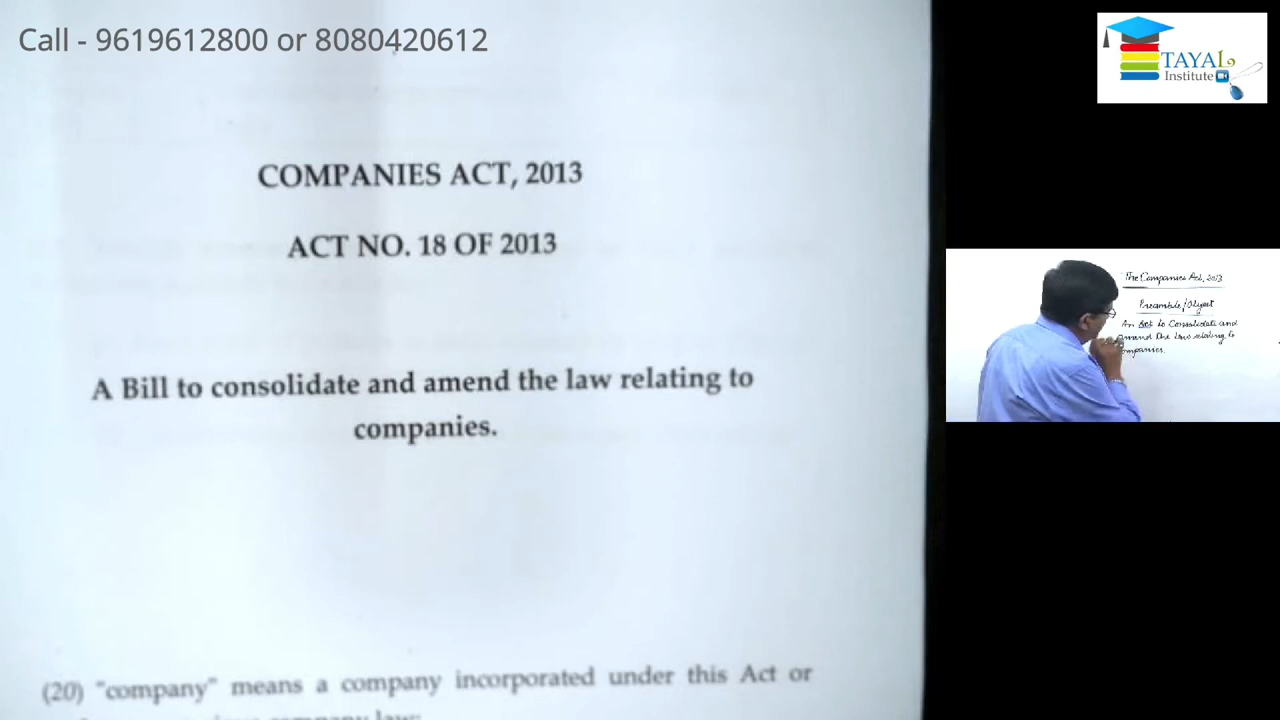 Call - 9619612800 or 8080420612
TAYAL
Institute
COMPANIES ACT, 2013
ACT NO. 18 OF 2013
A Bill to consolidate and amend the law relating to
companies.
(20) "company" means a company incorporated under this Act or
company law;
The Companies Act, 2013
Preamble/Object
An Act to Consolidate and
amend the law relating to
companies.